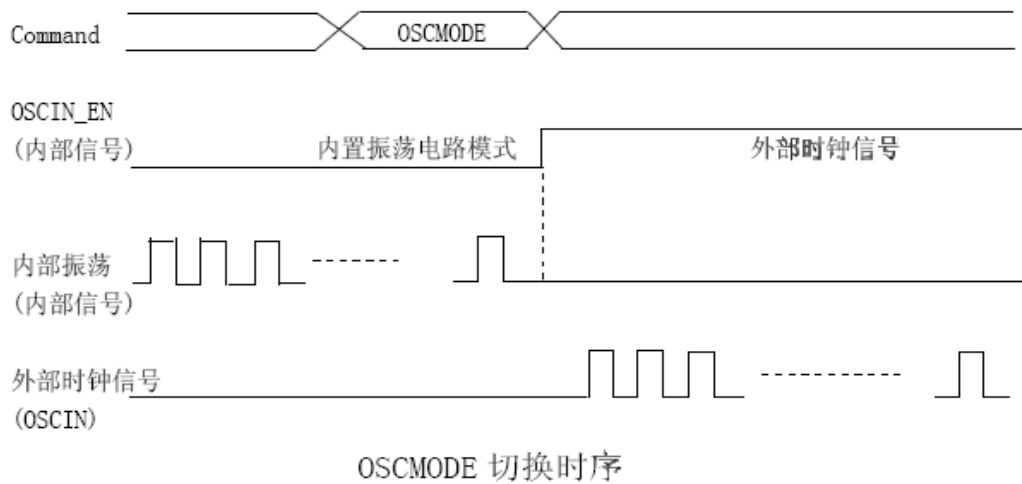 Command
OSCMODE
OSCIN_EN
(内部信号)
内置振荡电路模式
外部时钟信号
内部振荡
(内部信号)
外部时钟信号
(OSCIN)
OSCMODE 切换时序